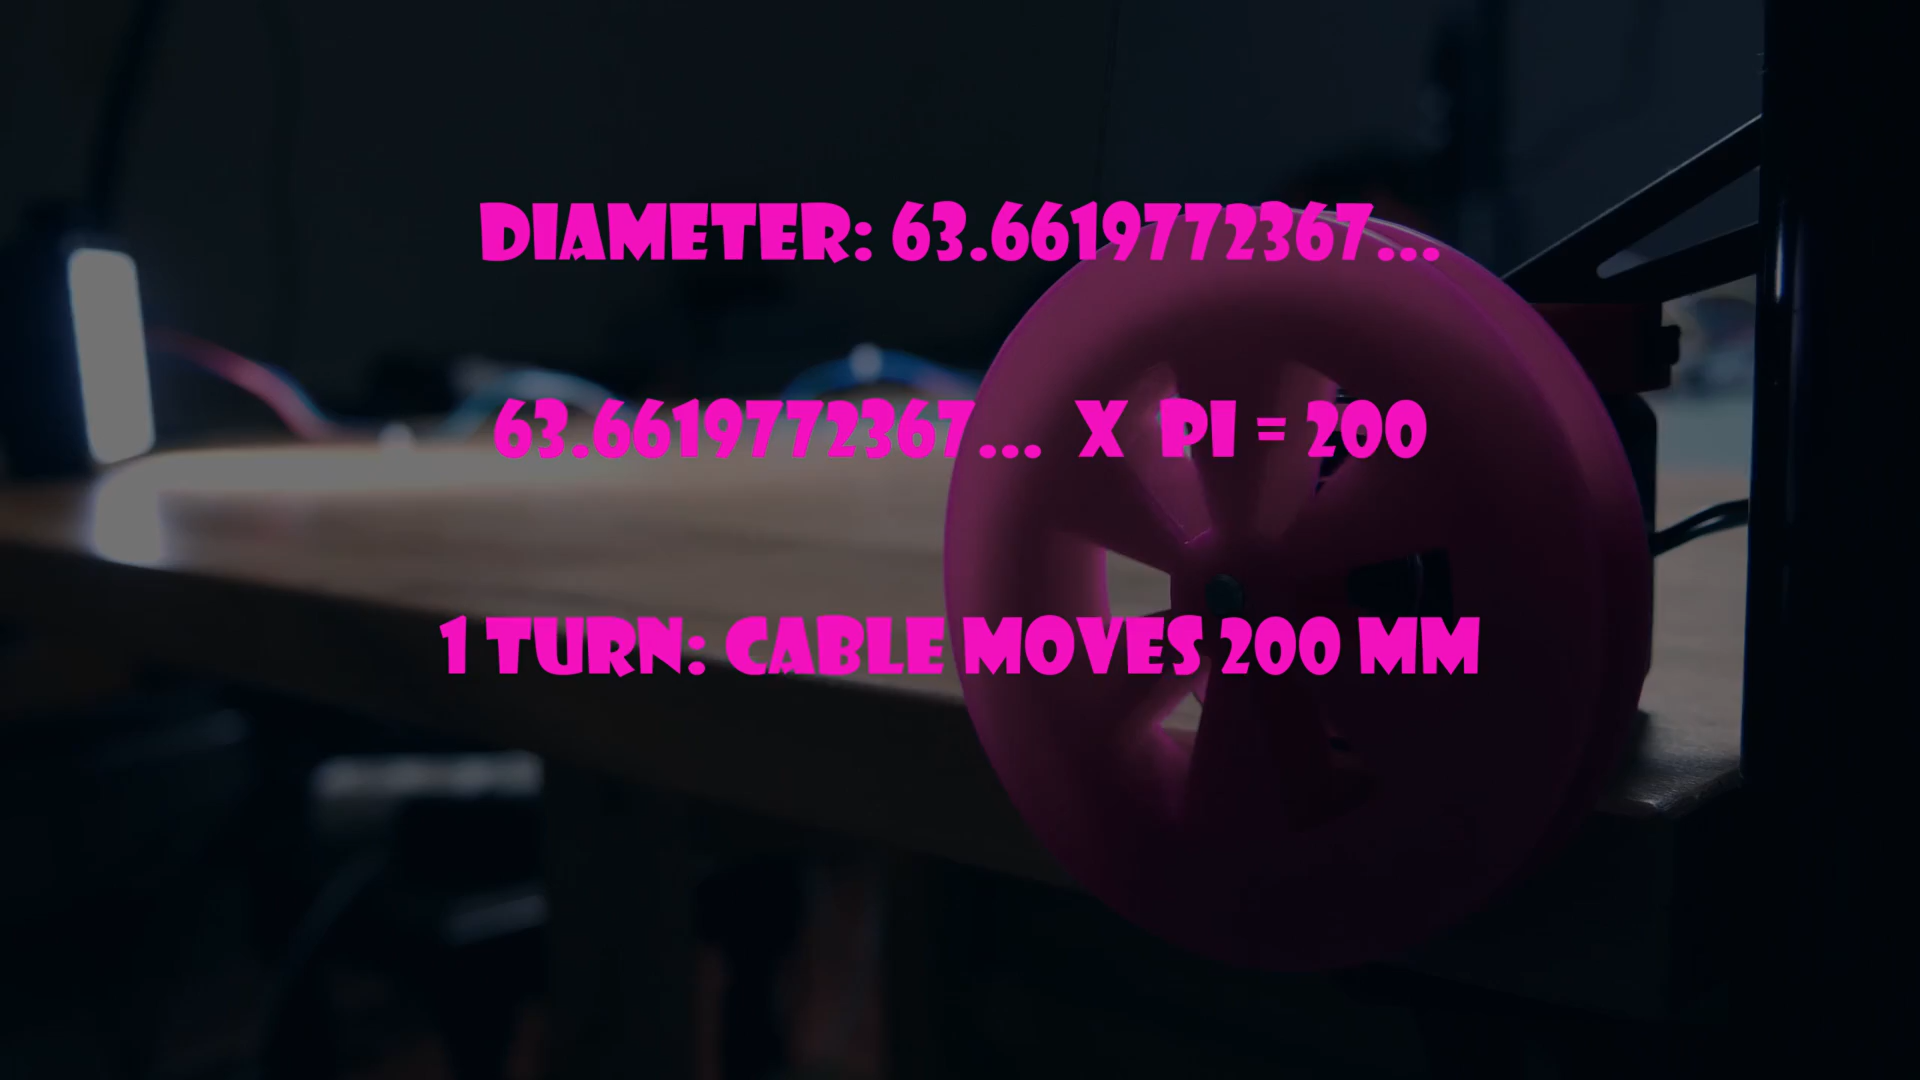 DIAMETER: 63.6619772367...
63.6619772367... X PI = 200
1 TURN: CABLE MOVES 200 MM